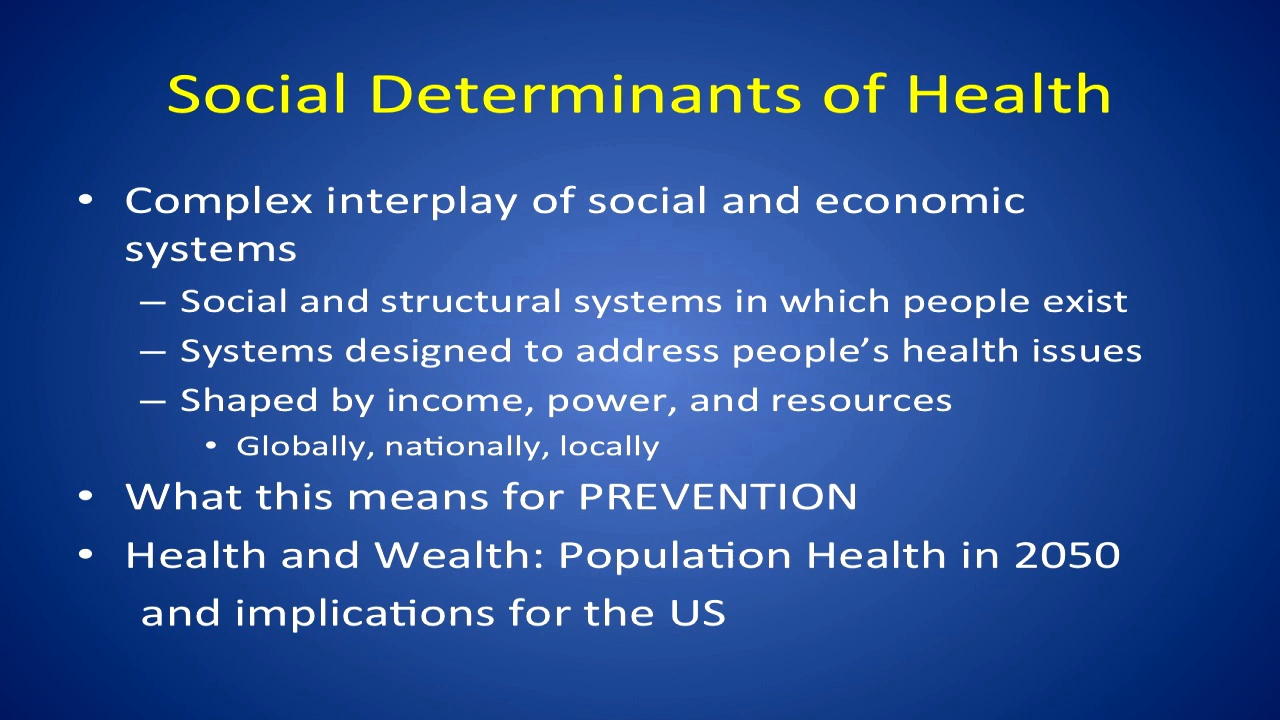 Social Determinants of Health
• Complex interplay of social and economic
systems
– Social and structural systems in which people exist
– Systems designed to address people’s health issues
– Shaped by income, power, and resources
• Globally, nationally, locally
• What this means for PREVENTION
• Health and Wealth: Population Health in 2050
and implications for the US